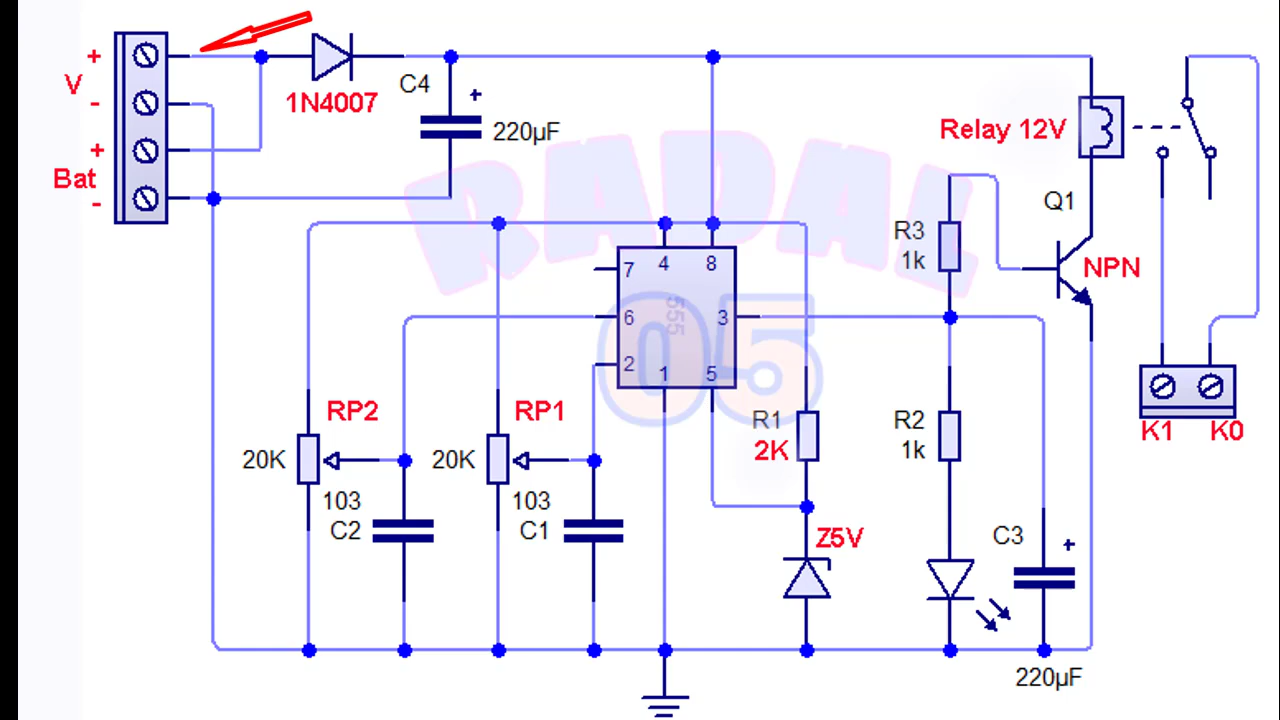 +
V
-
+
Bat
-
1N4007
C4
+
220µF
RADAL
05
Relay 12V
Q1
NPN
R3
1k
7
4
8
6
555
3
2
1
5
RP2
20K
103
C2
RP1
20K
103
C1
R1
2K
R2
1k
Z5V
C3
+
220µF
K1
K0